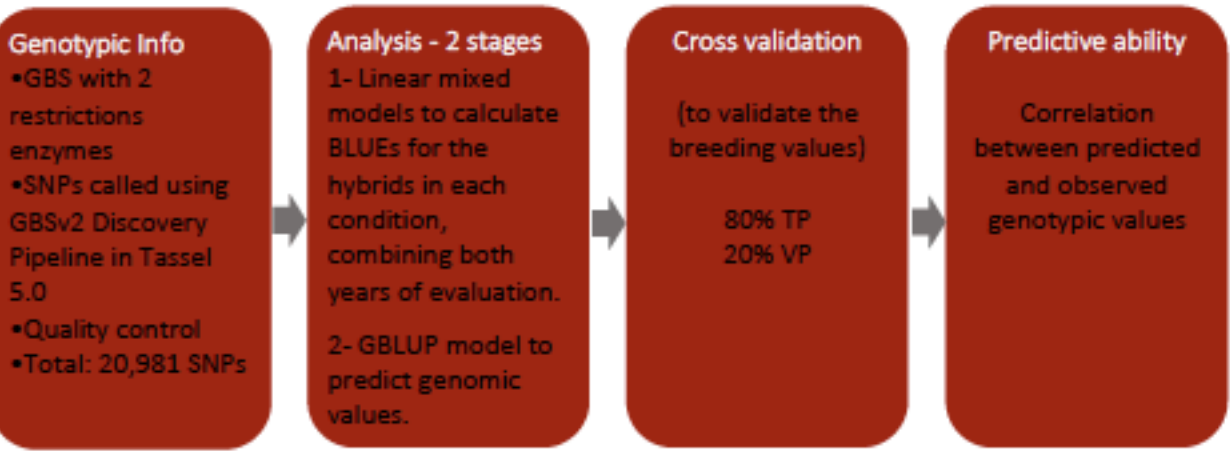 Genotypic Info
•GBS with 2
restrictions
enzymes
•SNPs called using
GBSv2 Discovery
Pipeline in Tassel
5.0
•Quality control
•Total: 20,981 SNPs
Analysis - 2 stages
1- Linear mixed
models to calculate
BLUEs for the
hybrids in each
condition,
combining both
years of evaluation.
2- GBLUP model to
predict genomic
values.
Cross validation
(to validate the
breeding values)
80% TP
20% VP
Predictive ability
Correlation
between predicted
and observed
genotypic values